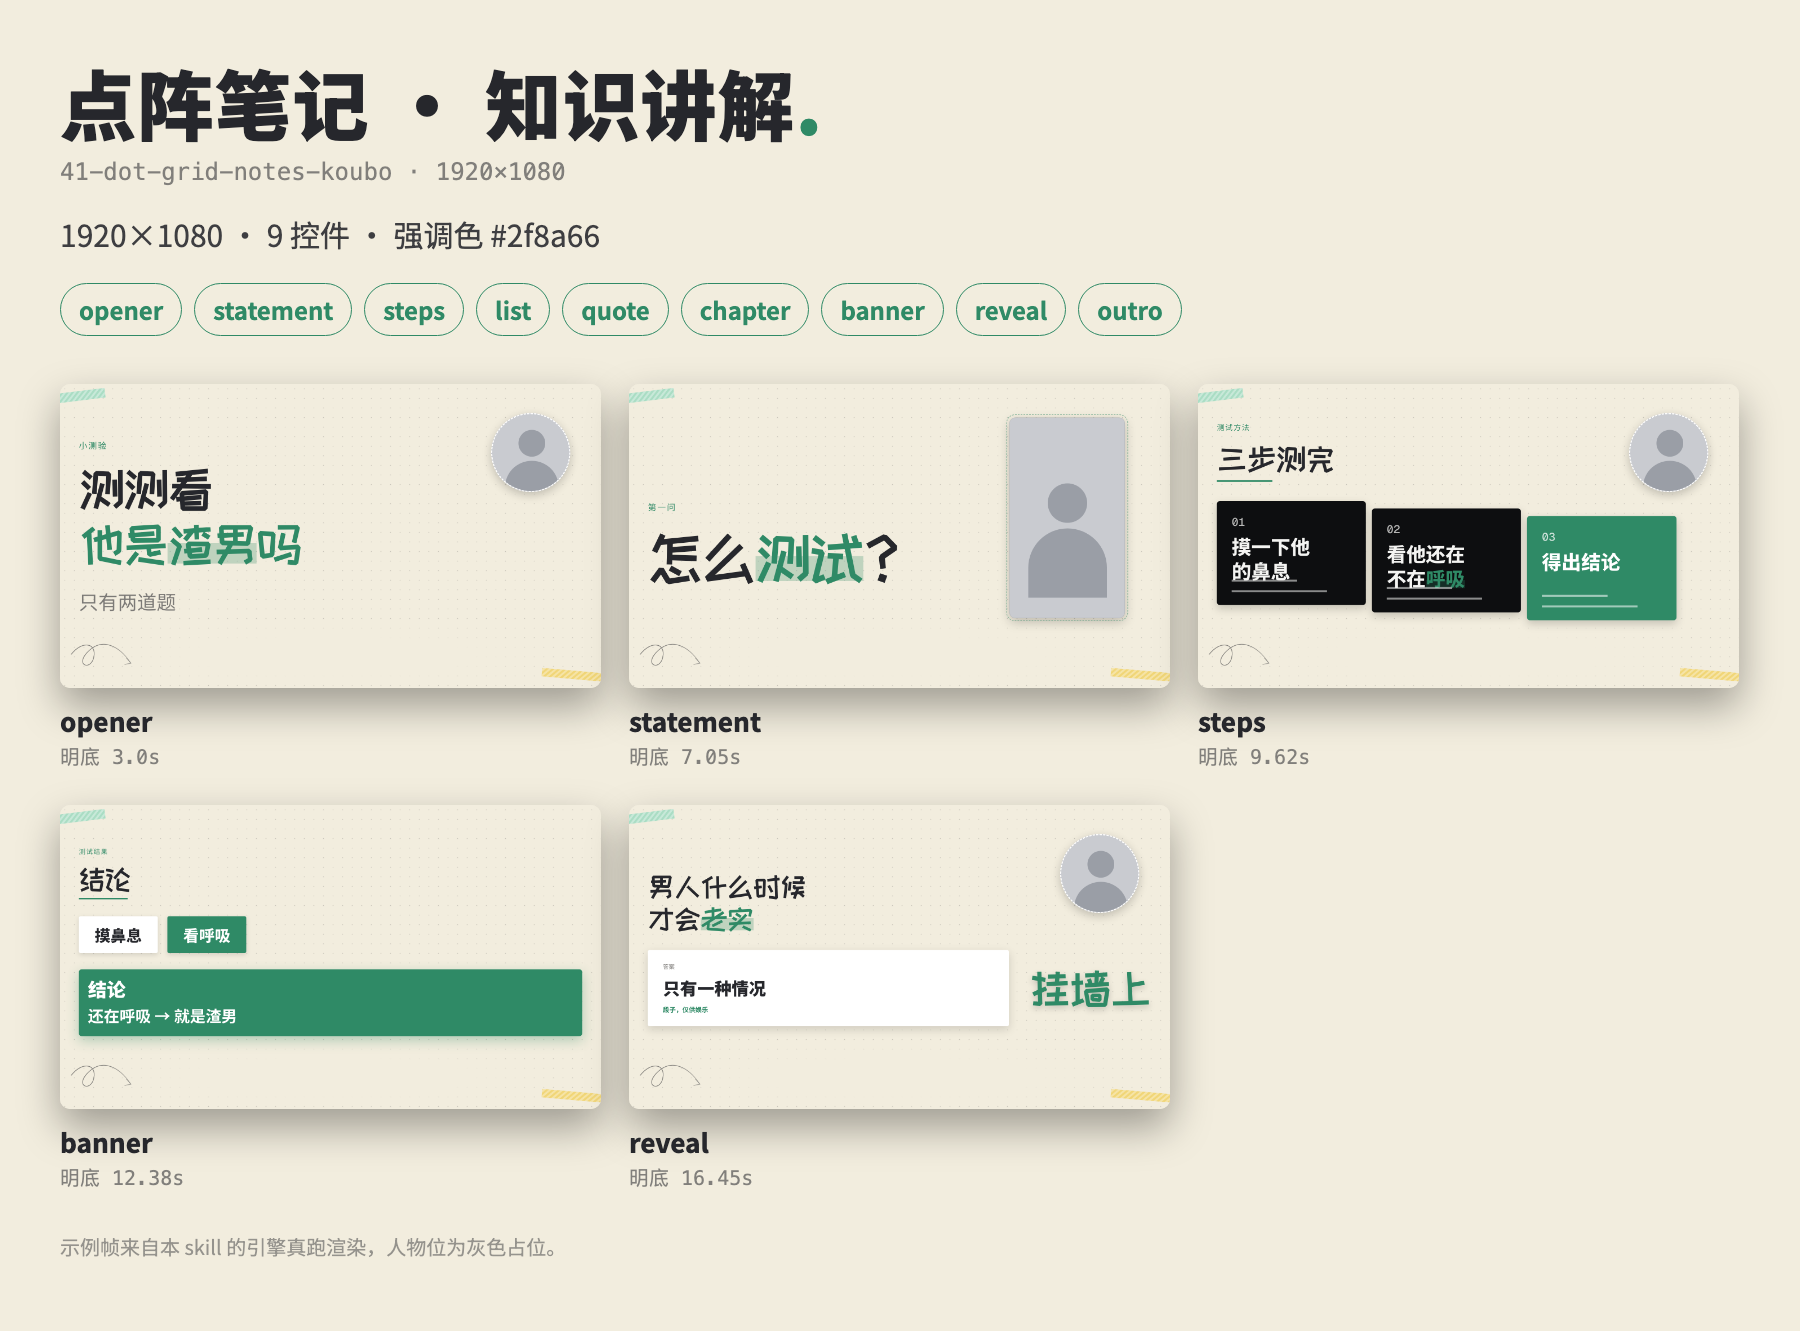 点阵笔记 · 知识讲解.
41-dot-grid-notes-koubo · 1920×1080
1920×1080 · 9 控件 · 强调色 #2f8a66
opener statement steps list quote chapter banner reveal outro
小测验
测测看
他是渣男吗
只有两道题
opener
明底 3.0s
第一问
怎么测试?
statement
明底 7.05s
测试方法
三步测完
01
摸一下他
的鼻息
02
看他还在
不在呼吸
03
得出结论
steps
明底 9.62s
测试结果
结论
摸鼻息
看呼吸
结论
还在呼吸 → 就是渣男
banner
明底 12.38s
男人什么时候
才会老实
答案
只有一种情况
段子，仅供娱乐
挂墙上
reveal
明底 16.45s
示例帧来自本 skill 的引擎真跑渲染，人物位为灰色占位。